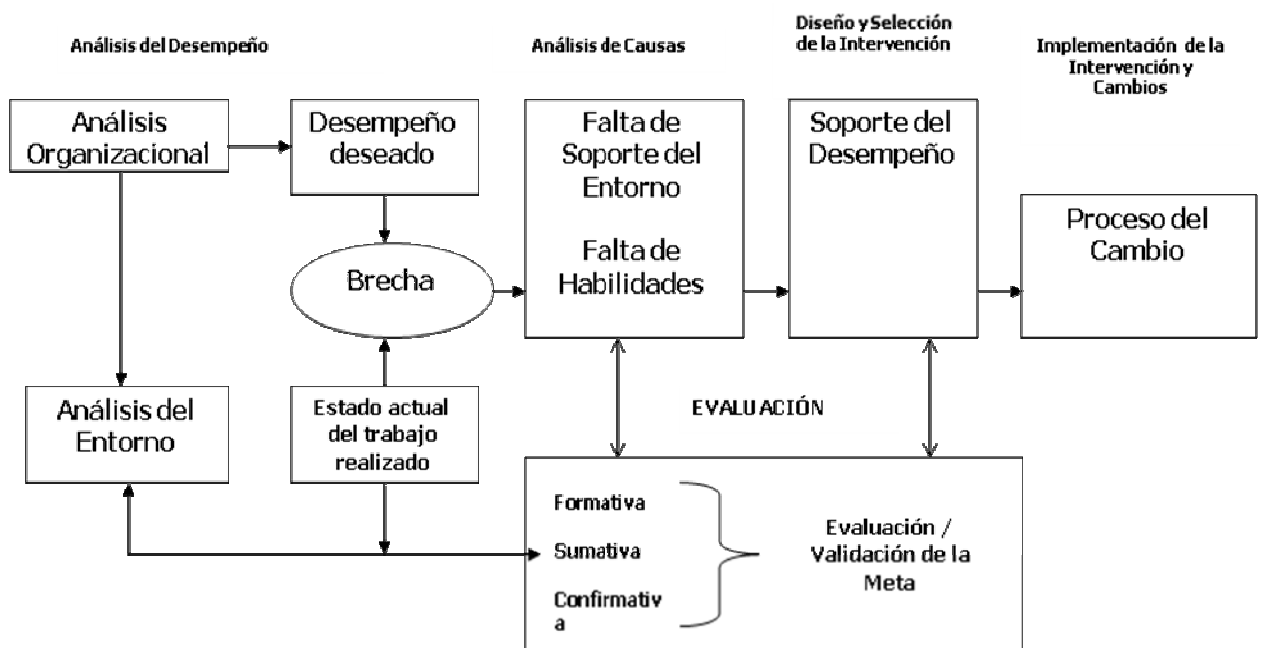 Análisis del Desempeño
Análisis de Causas
Diseño y Selección
de la Intervención
Implementación de la
Intervención y
Cambios
Análisis
Organizacional
Desempeño
deseado
Falta de
Soporte del
Entorno
Falta de
Habilidades
Soporte del
Desempeño
Proceso del
Cambio
Brecha
Análisis del
Entorno
Estado actual
del trabajo
realizado
EVALUACIÓN
Formativa
Sumativa
Confirmativ
a
Evaluación /
Validación de la
Meta